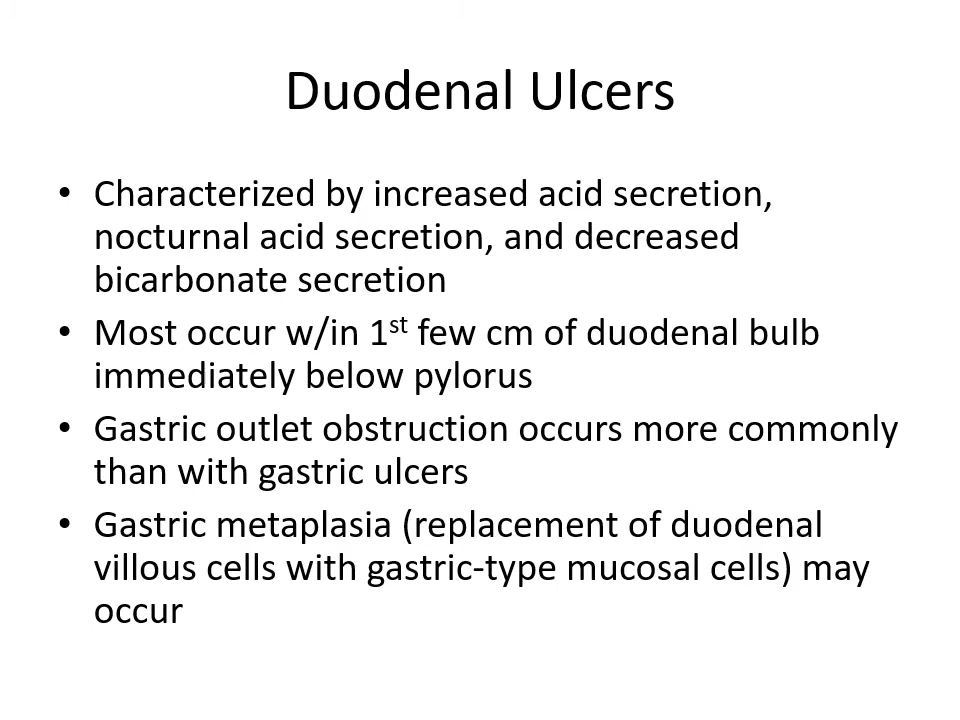 Duodenal Ulcers
• Characterized by increased acid secretion,
nocturnal acid secretion, and decreased
bicarbonate secretion
• Most occur w/in 1st few cm of duodenal bulb
immediately below pylorus
• Gastric outlet obstruction occurs more commonly
than with gastric ulcers
• Gastric metaplasia (replacement of duodenal
villous cells with gastric-type mucosal cells) may
occur